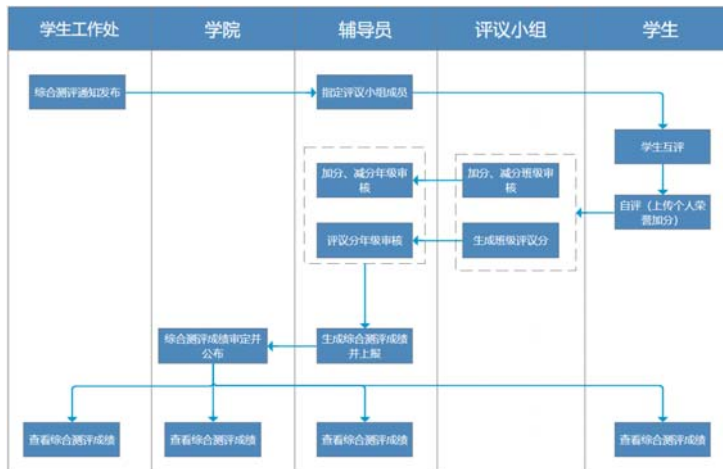 学生工作处
学院
辅导员
评议小组
学生
综合测评通知发布
指定评议小组成员
学生互评
加分、减分年级审
核
加分、减分班级审
核
自评（上传个人荣
誉加分）
评议分年级审核
生成班级评议分
综合测评成绩审定并
公布
生成综合测评成绩
并上报
查看综合测评成绩
查看综合测评成绩
查看综合测评成绩
查看综合测评成绩